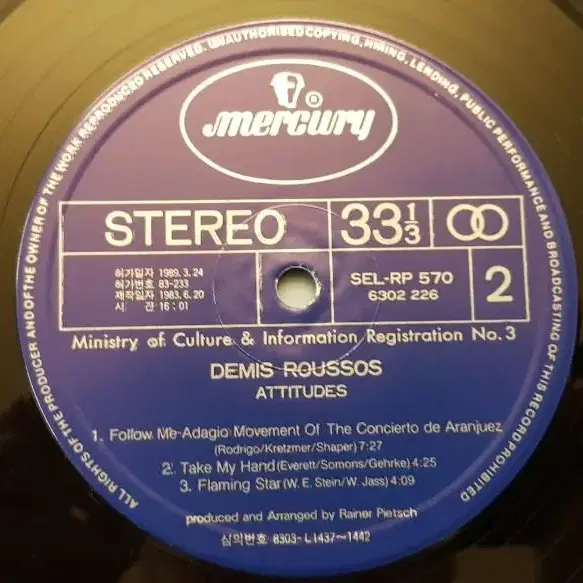 ALL RIGHTS OF THE PRODUCER AND OF THE OWNER OF THE WORK REPRODUCED RESERVED. UNAUTHORISED COPYING, HIRING, LENDING, PUBLIC PERFORMANCE AND BROADCASTING OF THIS RECORD PROHIBITED
R
mercury
STEREO 33 1/3
허가일자 1989. 3. 24
허가번호 83-233
제작일자 1983. 6. 20
시 간 16 : 01
SEL-RP 570
6302 226
2
Ministry of Culture & Information Registration No. 3
DEMIS ROUSSOS
ATTITUDES
1. Follow Me-Adagio Movement Of The Concierto de Aranjuez
(Rodrigo/Kretzmer/Shaper) 7:27
2. Take My Hand (Everett/Somons/Gehrke) 4:25
3. Flaming Star (W. E. Stein/W. Jass) 4:09
produced and Arranged by Rainer Pietsch
심의번호 8303-L1437~1442